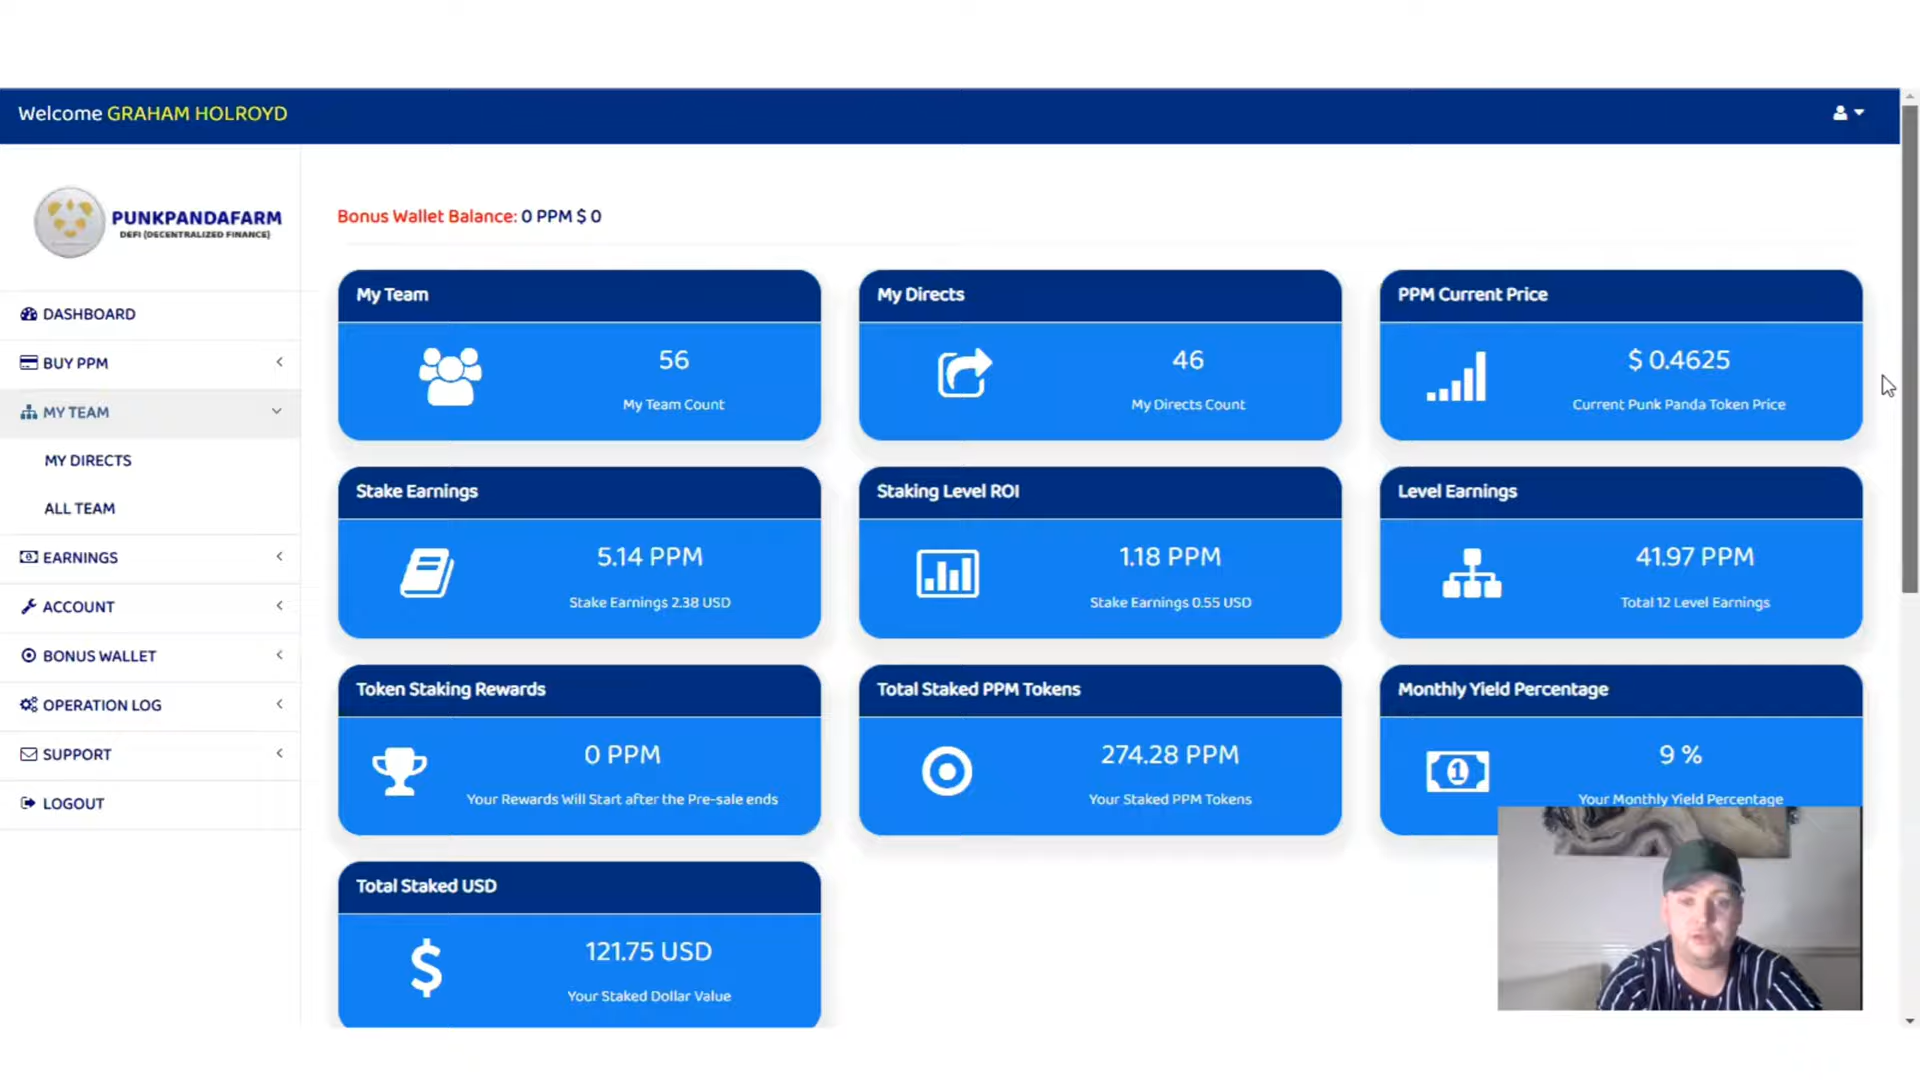 Welcome GRAHAM HOLROYD
PUNKPANDAFARM
DEFI (DECENTRALIZED FINANCE)
DASHBOARD
BUY PPM
MY TEAM
MY DIRECTS
ALL TEAM
EARNINGS
ACCOUNT
BONUS WALLET
OPERATION LOG
SUPPORT
LOGOUT
Bonus Wallet Balance: 0 PPM $ 0
My Team
56
My Team Count
My Directs
46
My Directs Count
PPM Current Price
$ 0.4625
Current Punk Panda Token Price
Stake Earnings
5.14 PPM
Stake Earnings 2.38 USD
Staking Level ROI
1.18 PPM
Stake Earnings 0.55 USD
Level Earnings
41.97 PPM
Total 12 Level Earnings
Token Staking Rewards
0 PPM
Your Rewards Will Start after the Pre-sale ends
Total Staked PPM Tokens
274.28 PPM
Your Staked PPM Tokens
Monthly Yield Percentage
1
9 %
Your Monthly Yield Percentage
Total Staked USD
$
121.75 USD
Your Staked Dollar Value